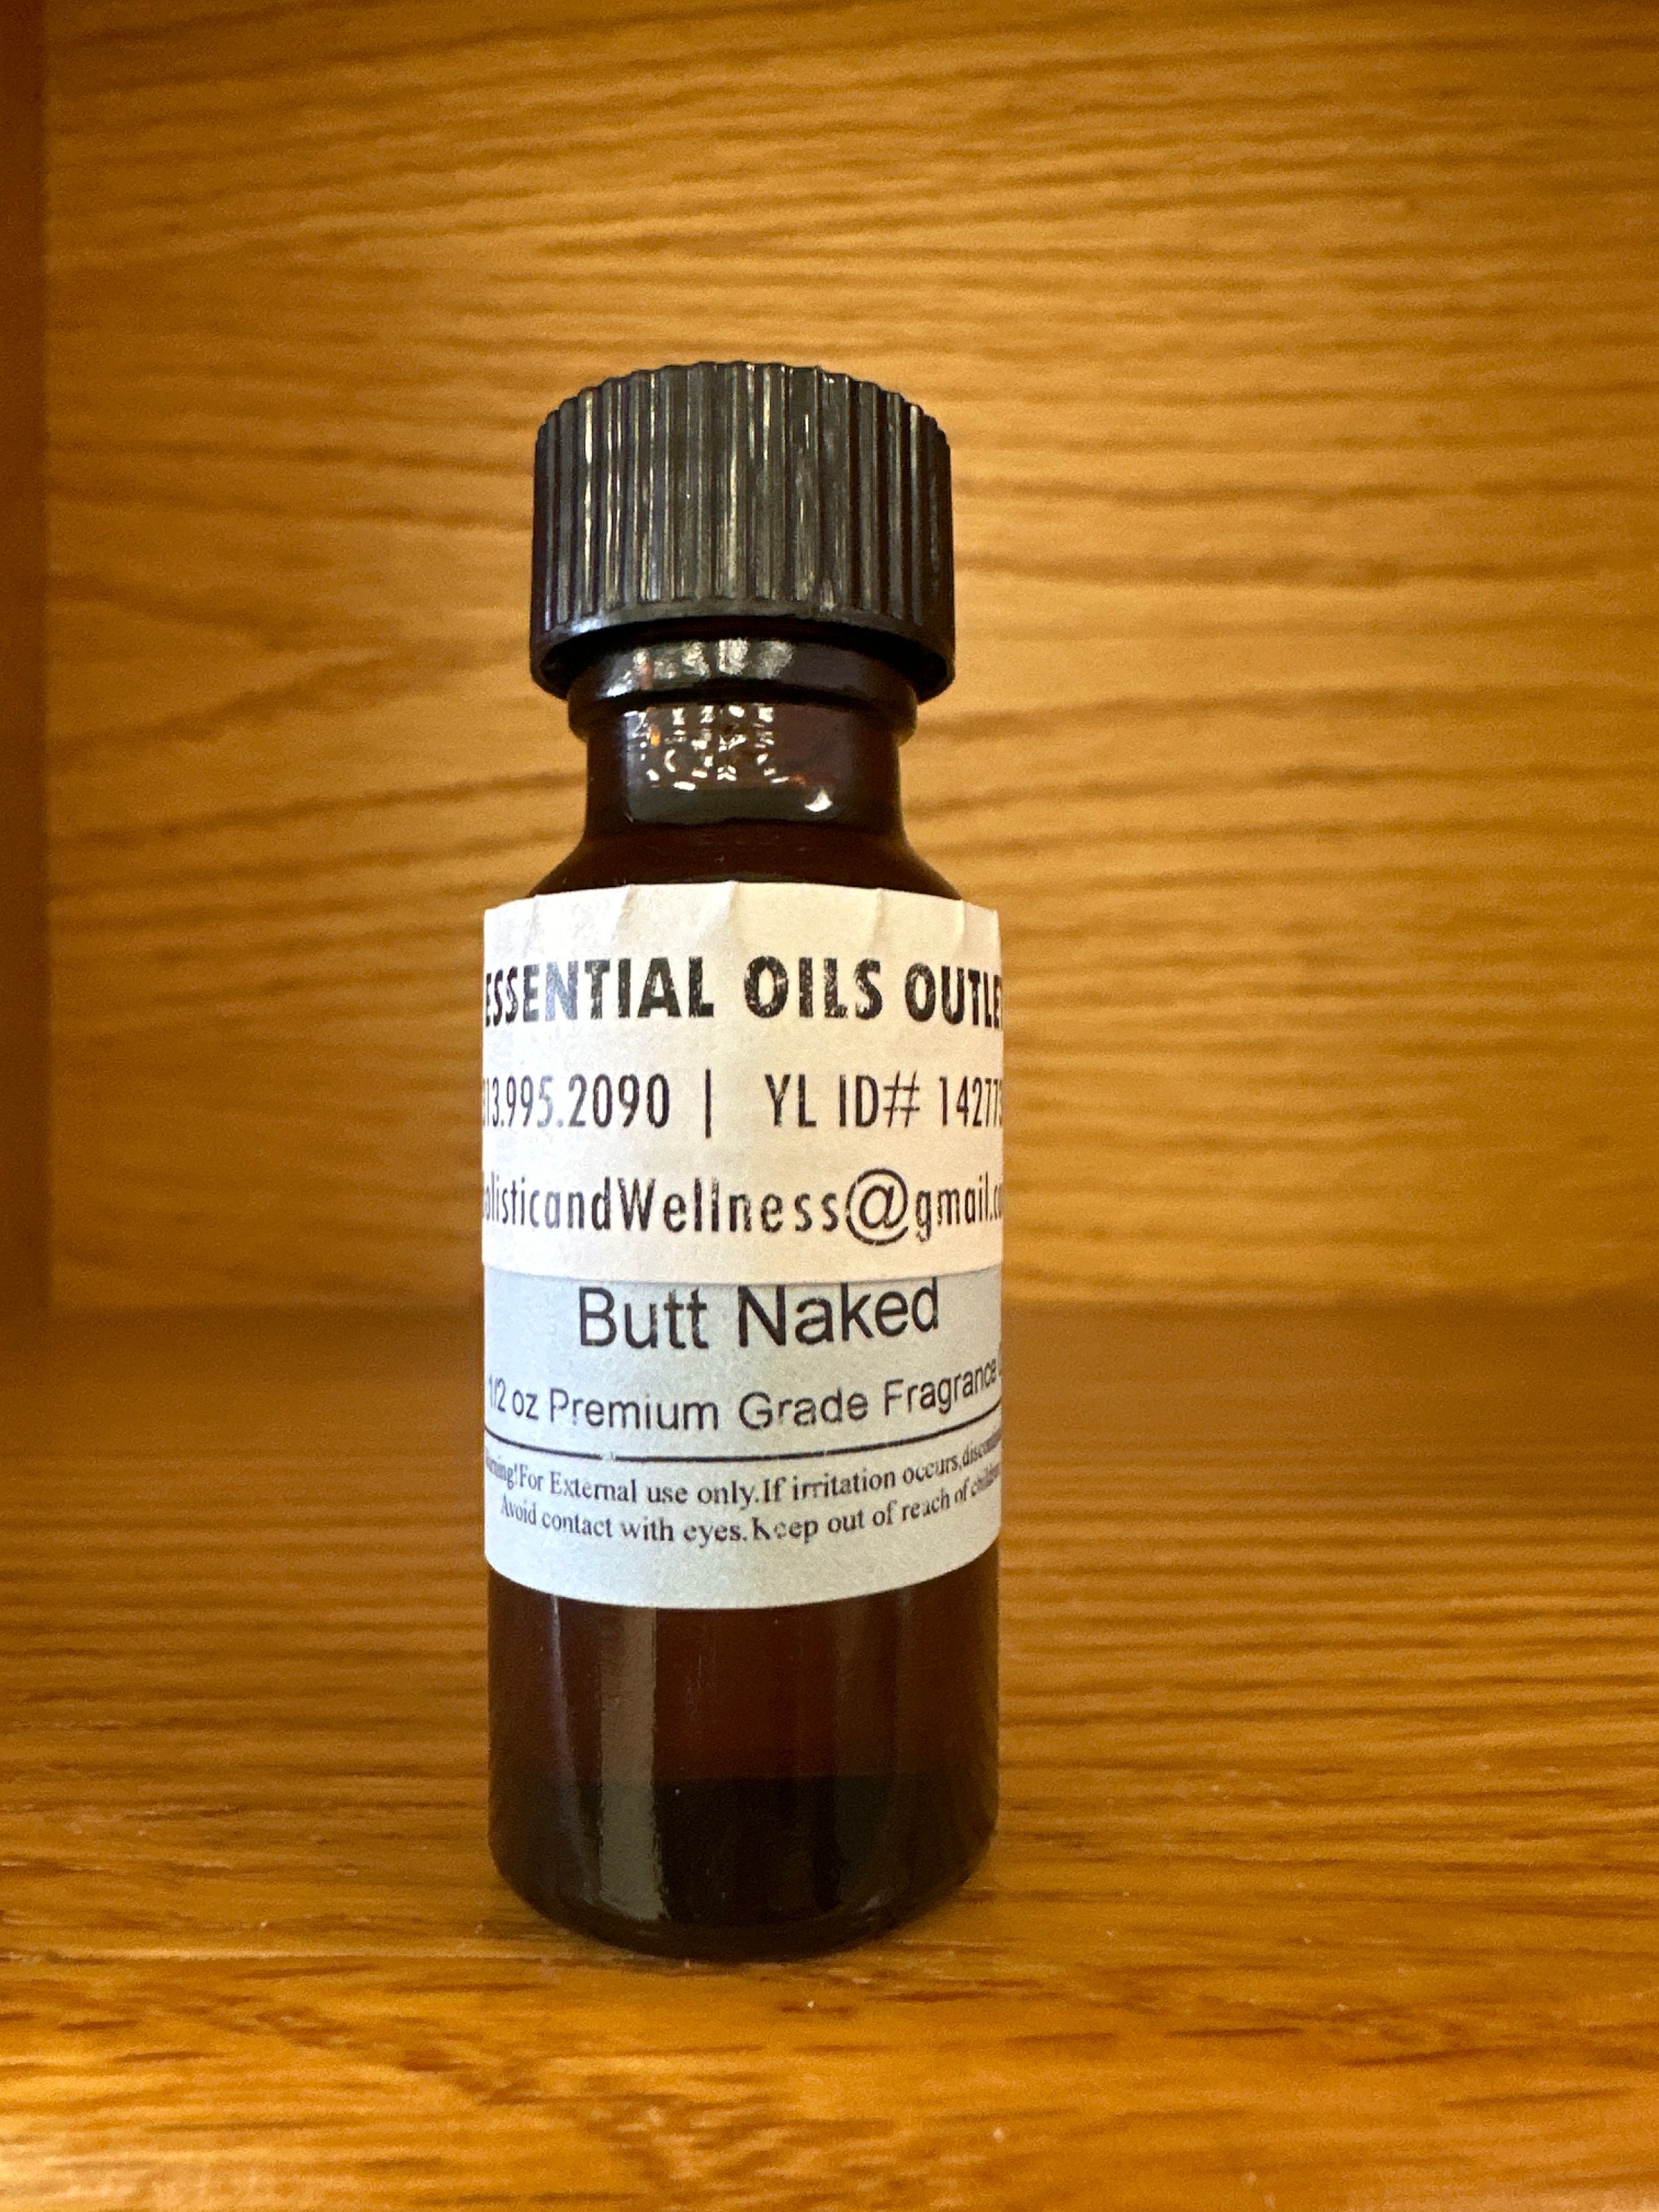 ESSENTIAL OILS OUTLE
13.995.2090 | YL ID# 14277
olisticandWellness@gmail.co
Butt Naked
1/2 oz Premium Grade Fragrance
For External use only.If irritation occurs,
Avoid contact with eyes.Keep out of reach of